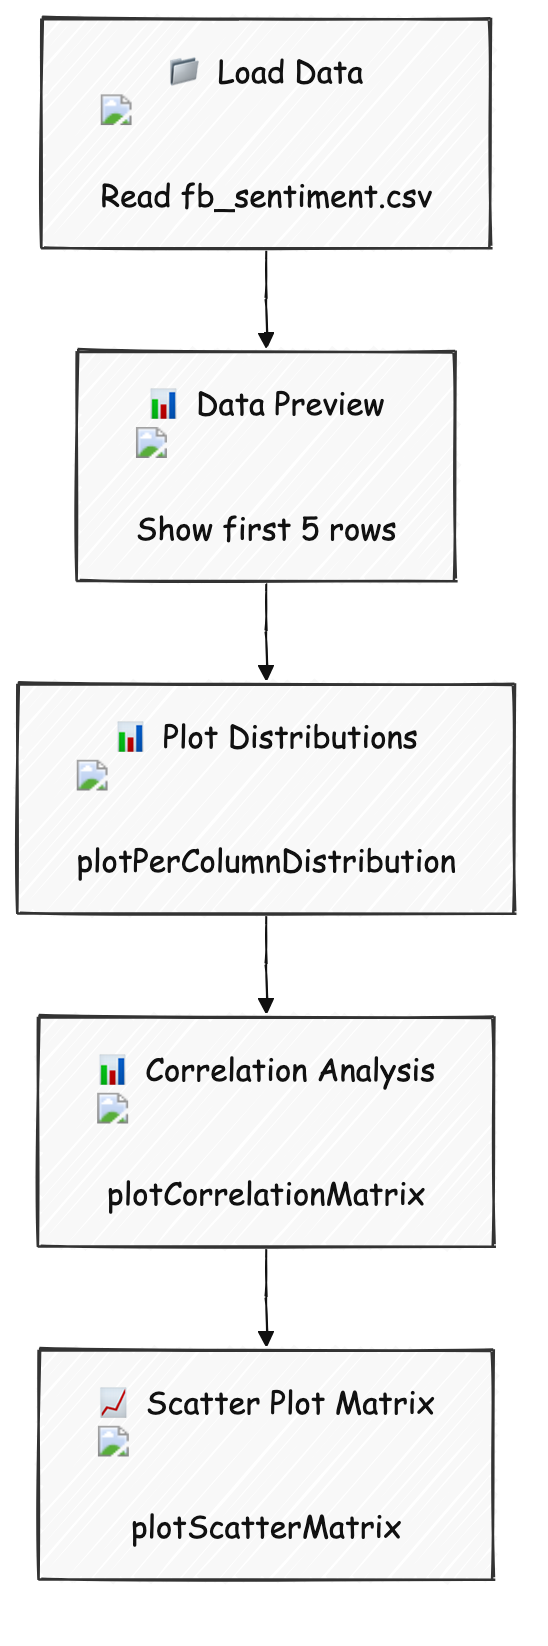 Load Data
Read fb_sentiment.csv
Data Preview
Show first 5 rows
Plot Distributions
plotPerColumnDistribution
Correlation Analysis
plotCorrelationMatrix
Scatter Plot Matrix
plotScatterMatrix